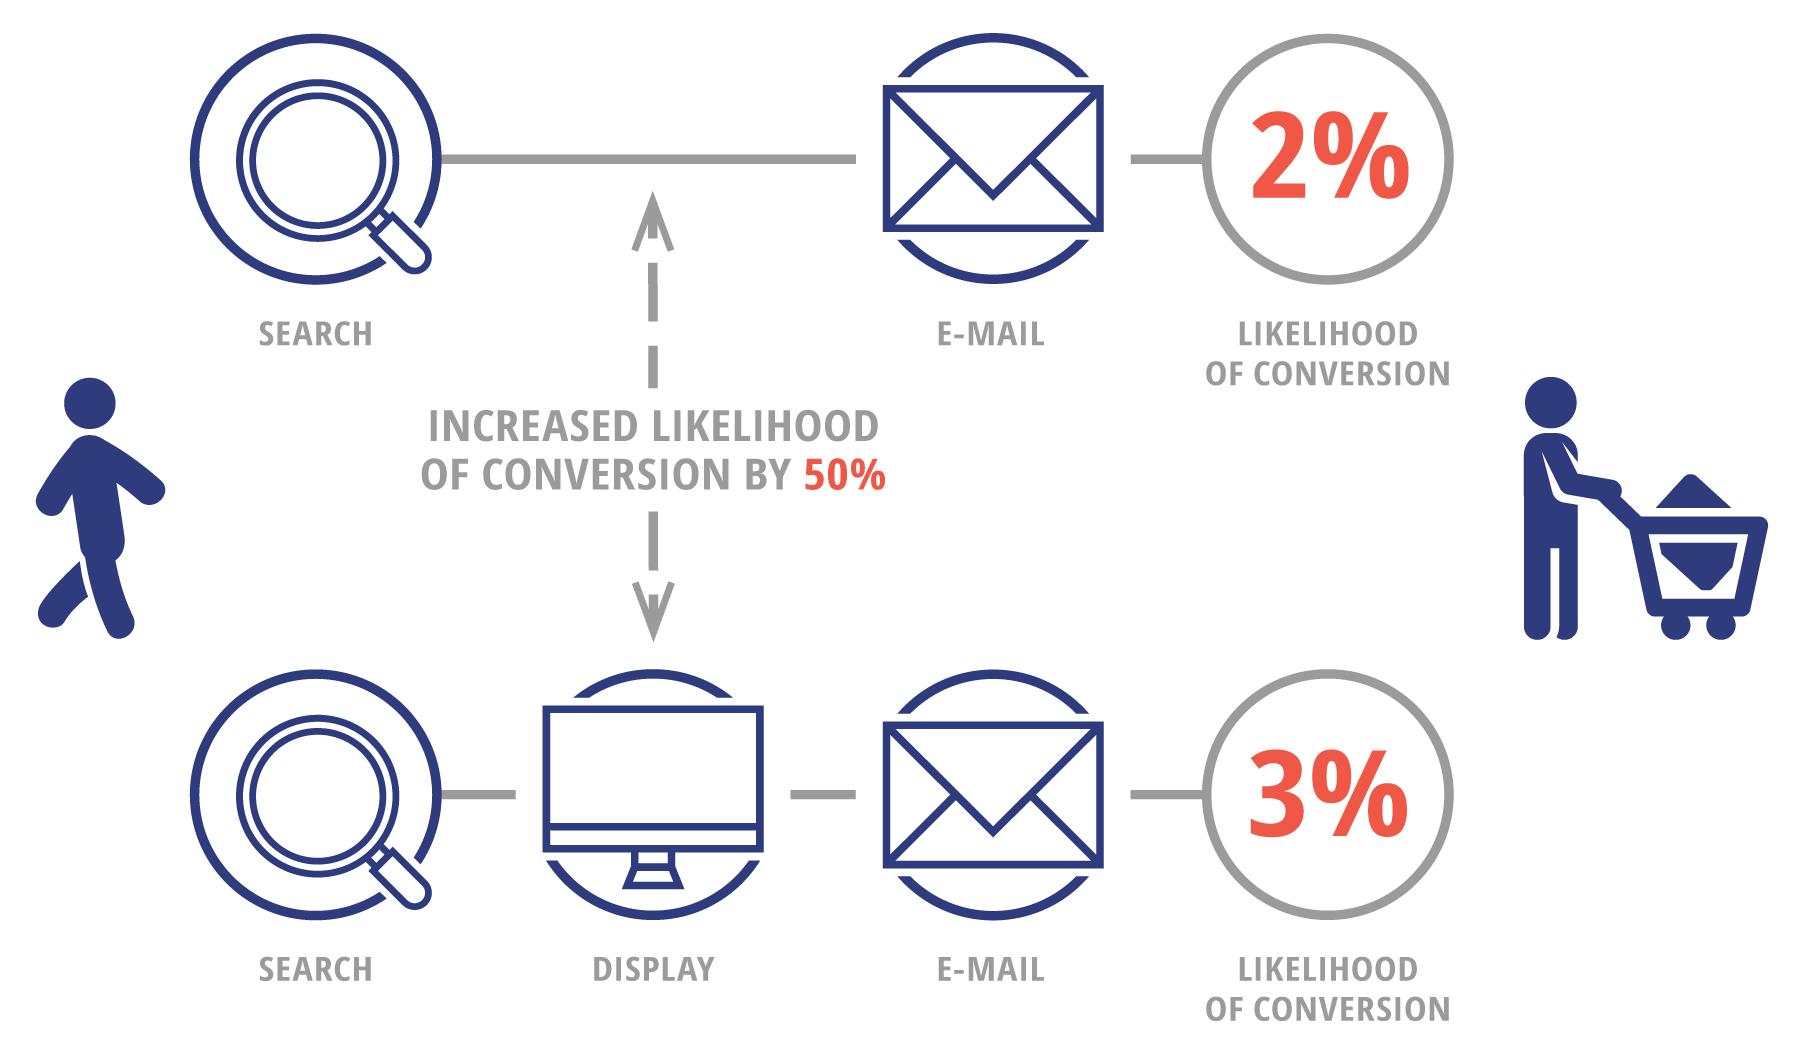 2%
SEARCH
E-MAIL
LIKELIHOOD
OF CONVERSION
INCREASED LIKELIHOOD
OF CONVERSION BY 50%
3%
SEARCH
DISPLAY
E-MAIL
LIKELIHOOD
OF CONVERSION